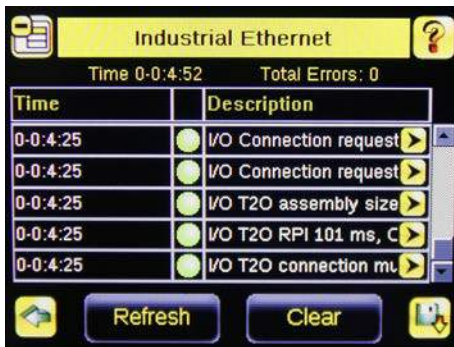 Industrial Ethernet
?
Time 0-0:4:52 Total Errors: 0
Time Description
0-0:4:25 I/O Connection request
0-0:4:25 I/O Connection request
0-0:4:25 I/O T2O assembly size
0-0:4:25 I/O T2O RPI 101 ms, C
0-0:4:25 I/O T2O connection mu
Refresh Clear